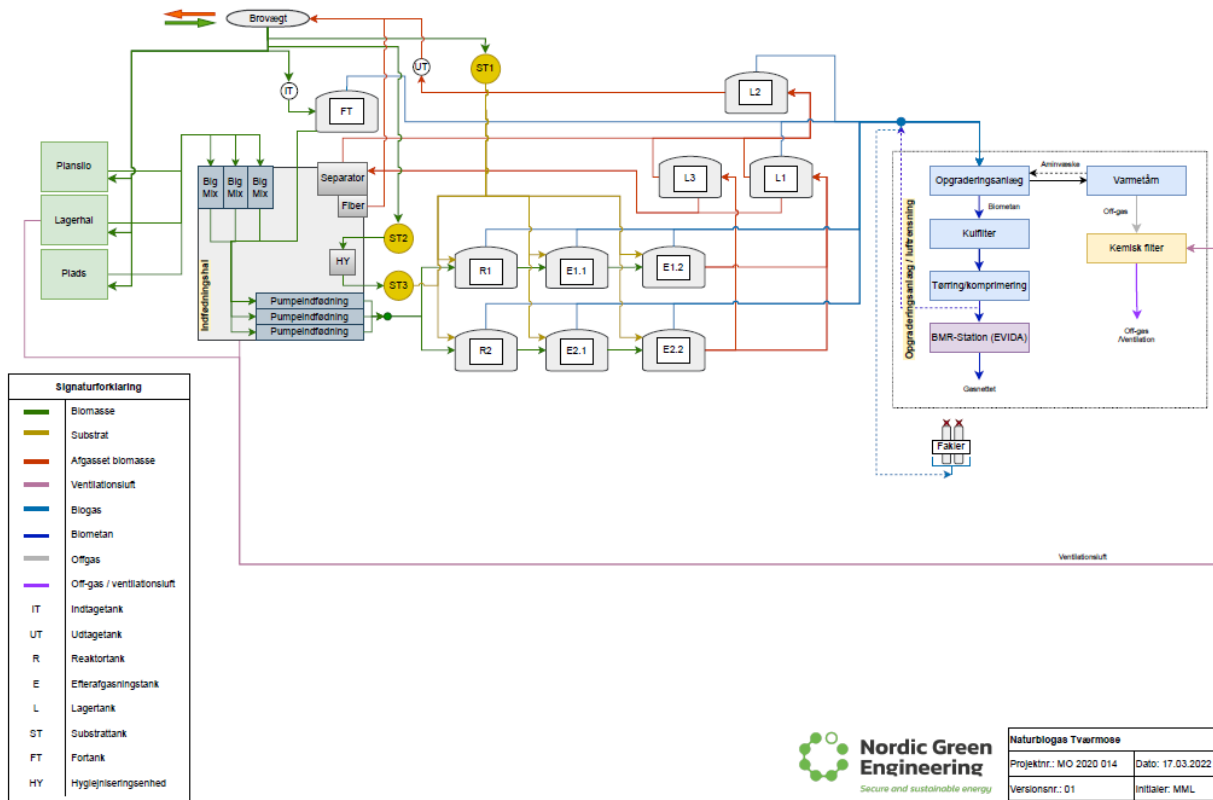 Brovægt
IT
FT
ST1
UT
L2
Plansilo
Lagerhal
Plads
Big
Mix
Big
Mix
Big
Mix
Separator
Fiber
ST2
HY
ST3
Indfødningshal
Pumpeindfødning
Pumpeindfødning
Pumpeindfødning
L3
L1
R1
E1.1
E1.2
R2
E2.1
E2.2
Opgraderingsanlæg / luftrensning
Opgraderingsanlæg
Aminvæske
Varmetårn
Biometan
Off-gas
Kulfilter
Kemisk filter
Tørring/komprimering
BMR-Station (EVIDA)
Off-gas
/Ventilation
Gasnettet
Fakler
Ventilationsluft
Signaturforklaring
Biomasse
Substrat
Afgasset biomasse
Ventilationsluft
Biogas
Biometan
Offgas
Off-gas / ventilationsluft
IT Indtagetank
UT Udtagetank
R Reaktortank
E Efterafgasningstank
L Lagertank
ST Substrattank
FT Fortank
HY Hygiejniseringsenhed
Nordic Green
Engineering
Secure and sustainable energy
Naturbiogas Tværmose
Projektnr.: MO 2020 014 Dato: 17.03.2022
Versionsnr.: 01 Initialer: MML